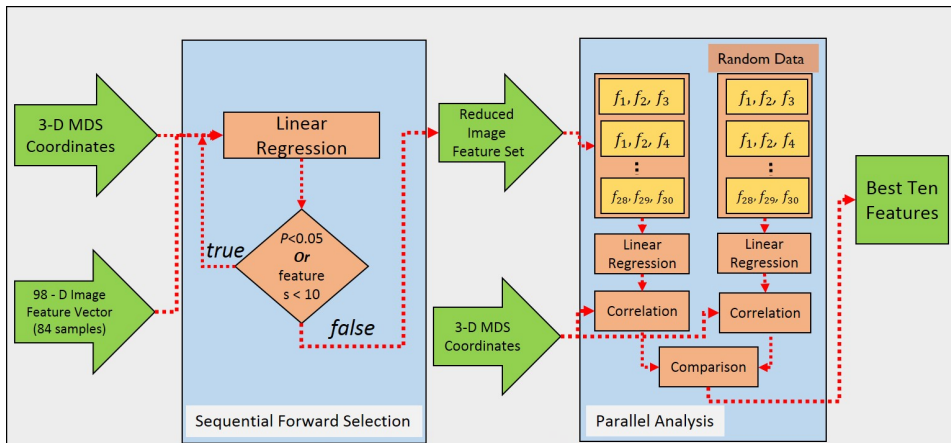 3-D MDS
Coordinates
98 - D Image
Feature Vector
(84 samples)
Linear
Regression
P<0.05
Or
feature
s < 10
true
false
Sequential Forward Selection
Reduced
Image
Feature Set
3-D MDS
Coordinates
Random Data
f₁, f₂, f₃
f₁, f₂, f₄
⋮
f₂₈, f₂₉, f₃₀
Linear
Regression
Correlation
f₁, f₂, f₃
f₁, f₂, f₄
⋮
f₂₈, f₂₉, f₃₀
Linear
Regression
Correlation
Comparison
Parallel Analysis
Best Ten
Features